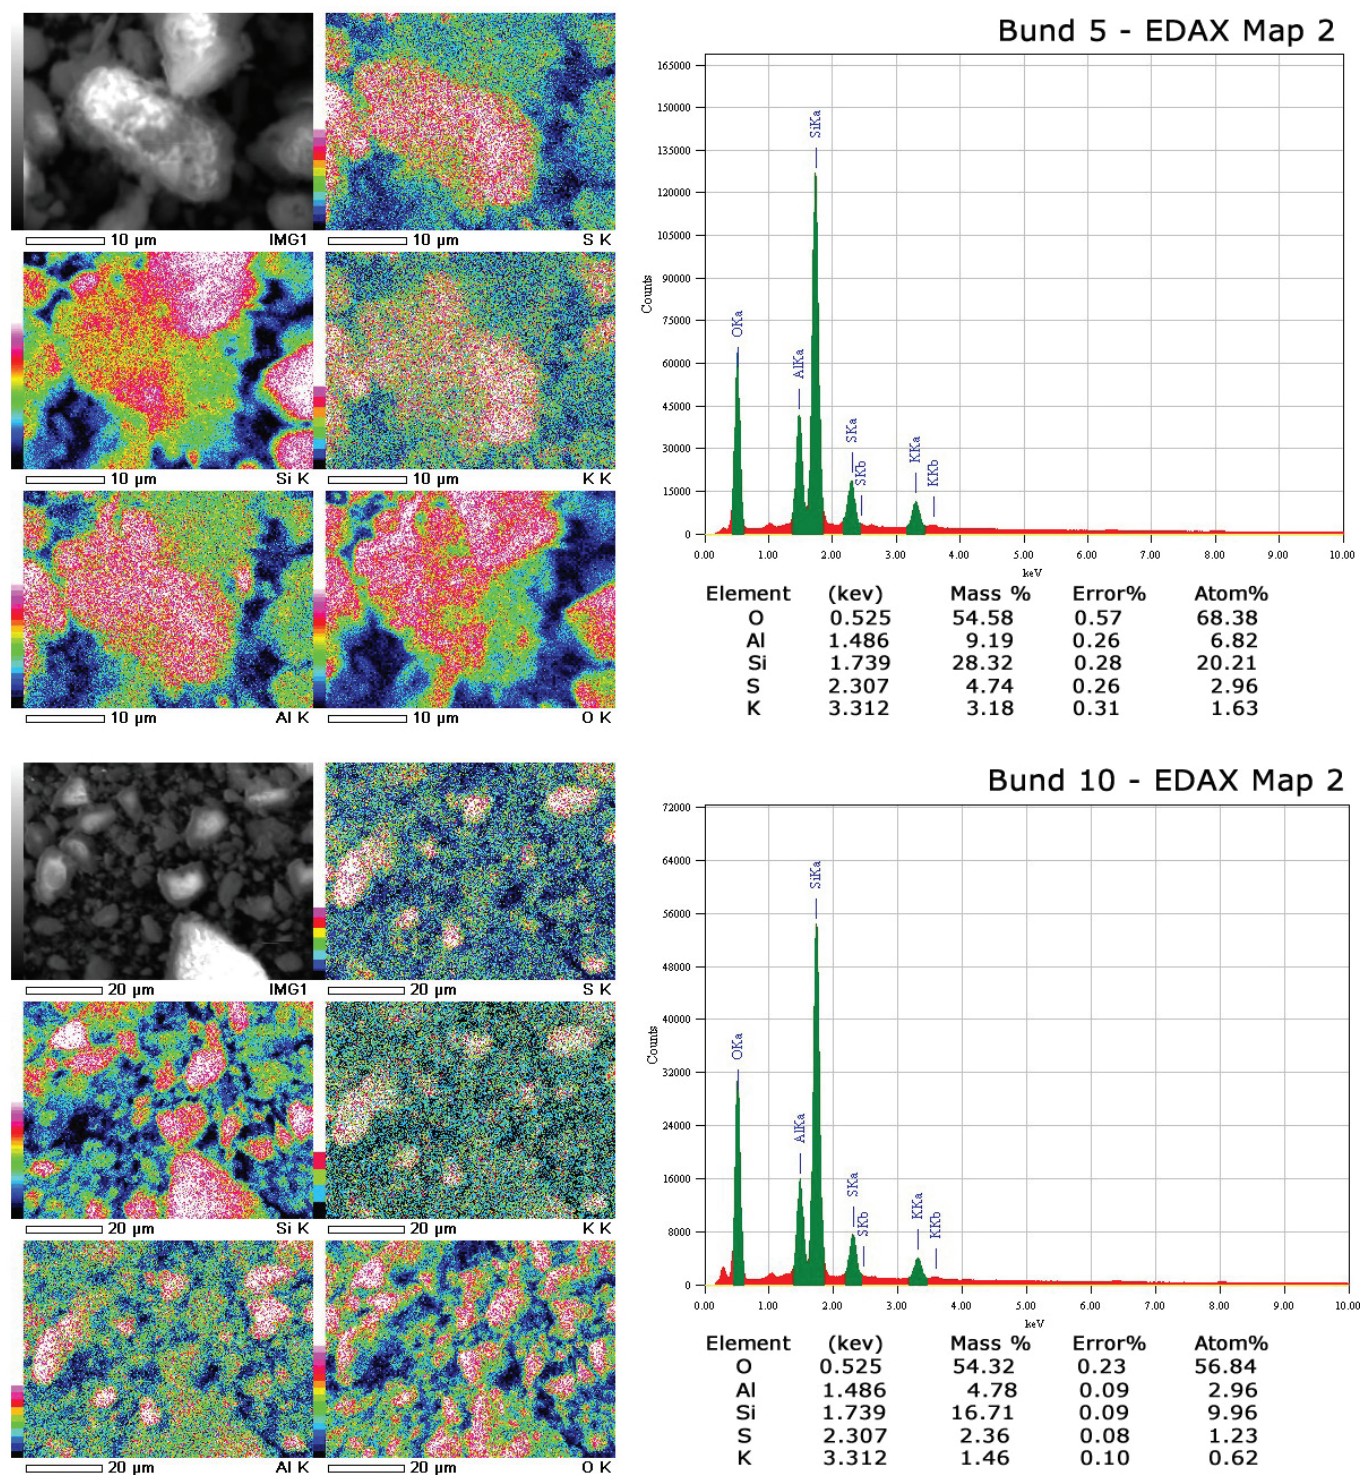 Bund 5 - EDAX Map 2
10 µm IMG1
10 µm S K
10 µm Si K
10 µm K K
10 µm Al K
10 µm O K
165000
150000
135000
120000
105000
90000
75000
60000
45000
30000
15000
0
Counts
OKa
AlKa
SiKa
SKa
SKb
KKa
KKb
0.00 1.00 2.00 3.00 4.00 5.00 6.00 7.00 8.00 9.00 10.00
keV
Element (kev) Mass % Error% Atom%
O 0.525 54.58 0.57 68.38
Al 1.486 9.19 0.26 6.82
Si 1.739 28.32 0.28 20.21
S 2.307 4.74 0.26 2.96
K 3.312 3.18 0.31 1.63
Bund 10 - EDAX Map 2
20 µm IMG1
20 µm S K
20 µm Si K
20 µm K K
20 µm Al K
20 µm O K
72000
64000
56000
48000
40000
32000
24000
16000
8000
0
Counts
OKa
AlKa
SiKa
SKa
SKb
KKa
KKb
0.00 1.00 2.00 3.00 4.00 5.00 6.00 7.00 8.00 9.00 10.00
keV
Element (kev) Mass % Error% Atom%
O 0.525 54.32 0.23 56.84
Al 1.486 4.78 0.09 2.96
Si 1.739 16.71 0.09 9.96
S 2.307 2.36 0.08 1.23
K 3.312 1.46 0.10 0.62